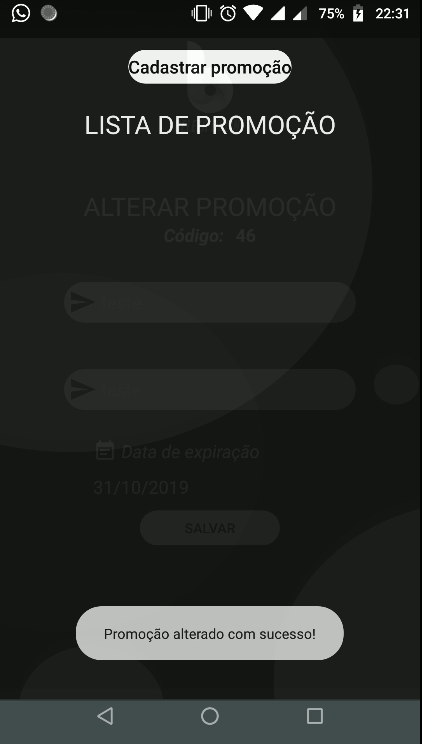 75% 22:31
Cadastrar promoção
LISTA DE PROMOÇÃO
ALTERAR PROMOÇÃO
Código: 46
Data de expiração
31/10/2019
SALVAR
Promoção alterado com sucesso!